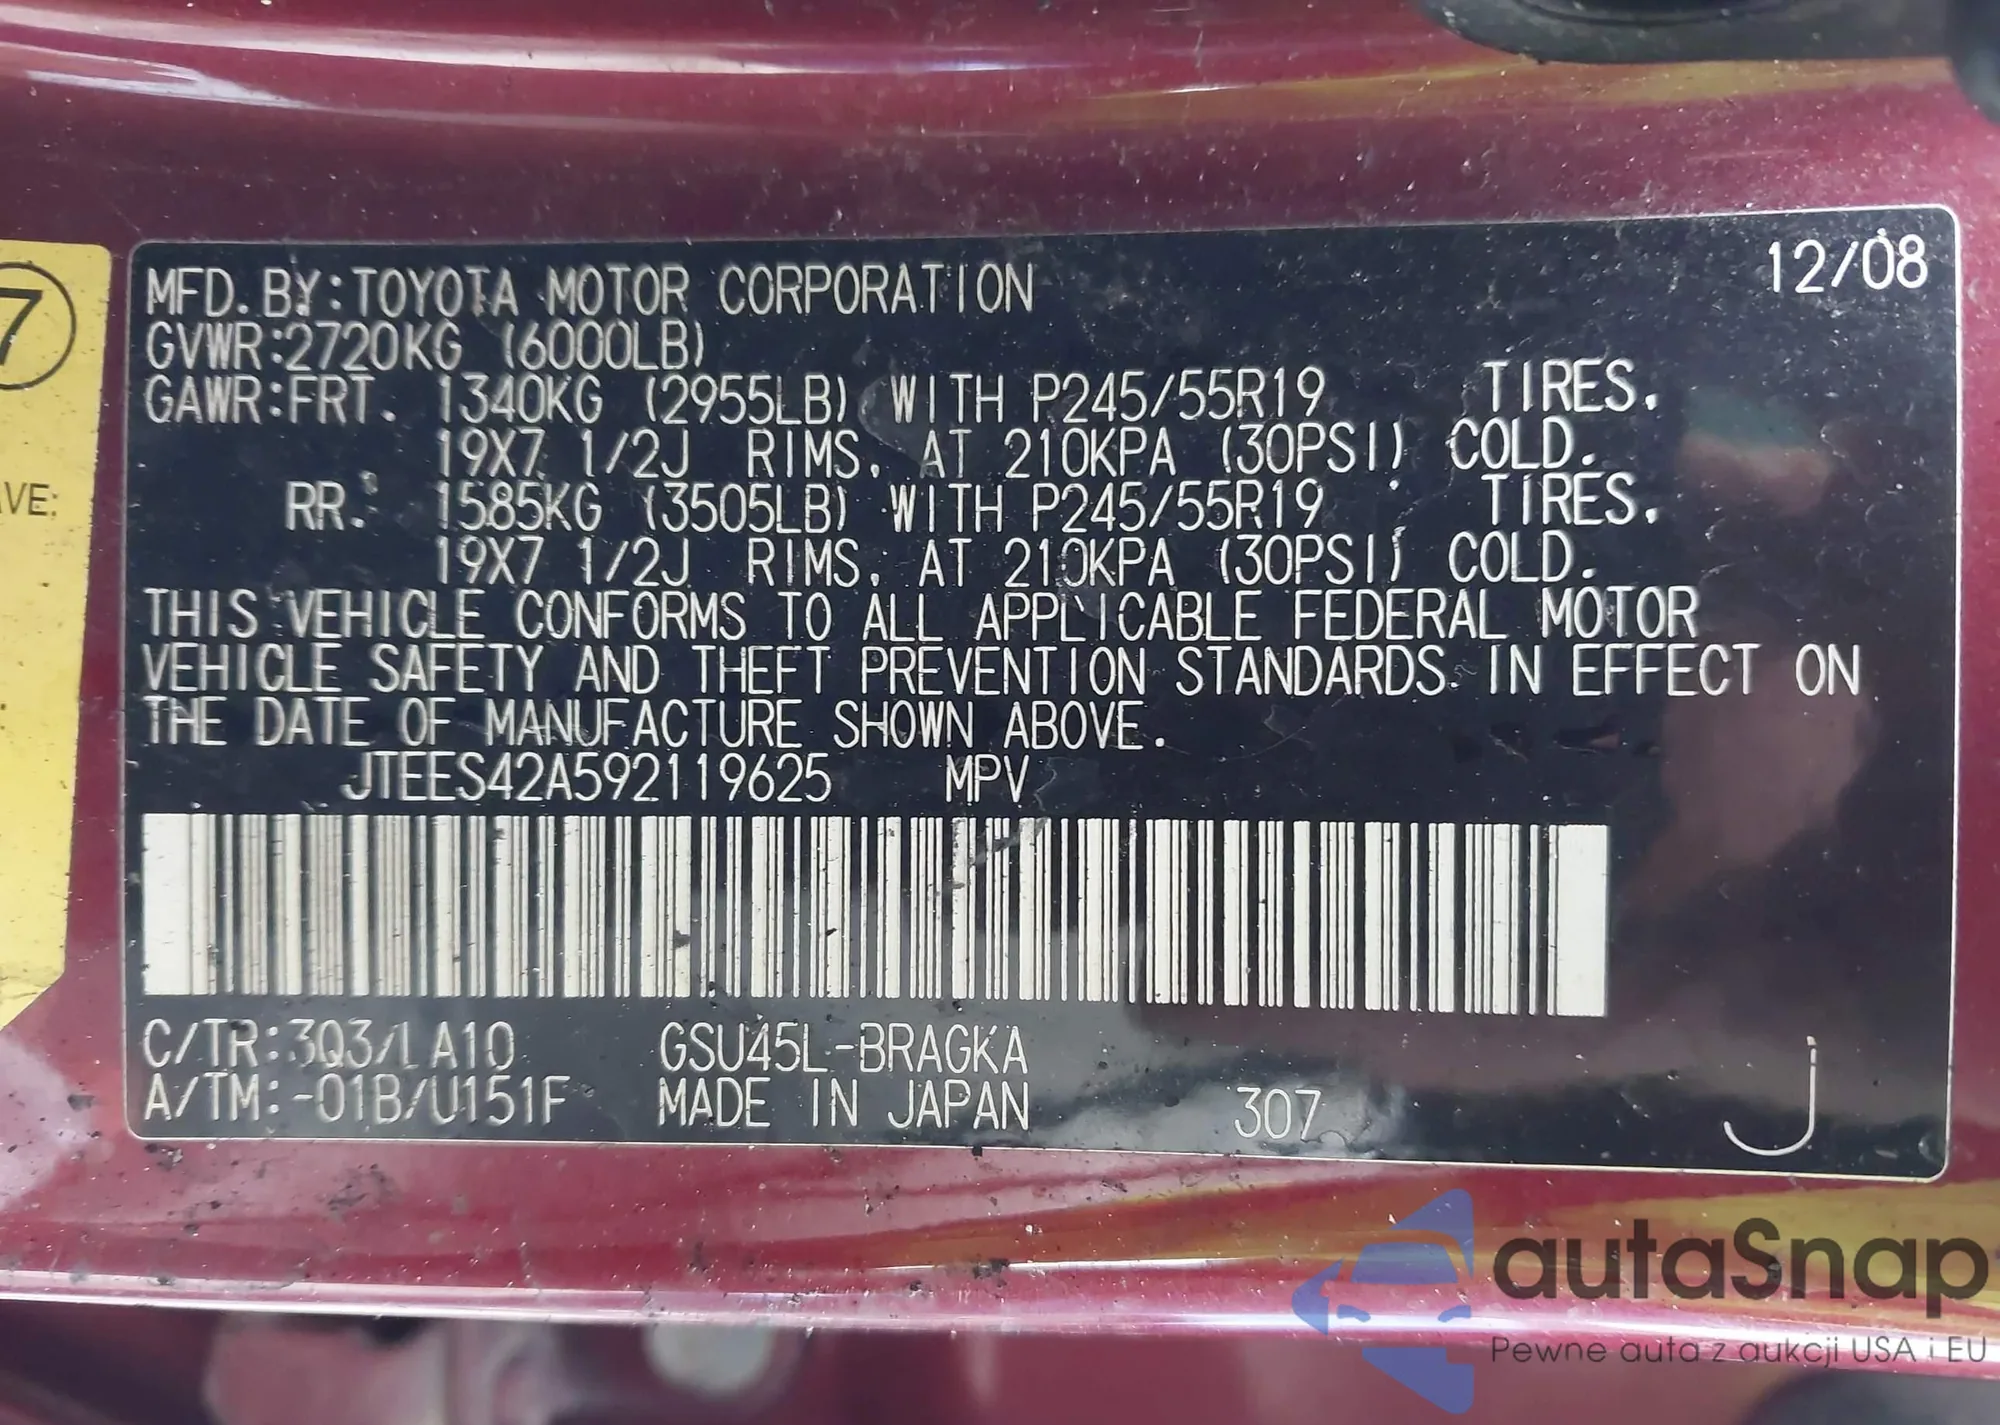 12/08
MFD. BY: TOYOTA MOTOR CORPORATION
GVWR:2720KG (6000LB)
GAWR:FRT. 1340KG (2955LB) WITH P245/55R19 TIRES.
19X7 1/2J RIMS, AT 210KPA (30PSI) COLD.
RR: 1585KG (3505LB) WITH P245/55R19 TIRES.
19X7 1/2J RIMS, AT 210KPA (30PSI) COLD.
THIS VEHICLE CONFORMS TO ALL APPLICABLE FEDERAL MOTOR
VEHICLE SAFETY AND THEFT PREVENTION STANDARDS IN EFFECT ON
THE DATE OF MANUFACTURE SHOWN ABOVE.
JTEES42A592119625 MPV
C/TR:3Q3/LA10 GSU45L-BRAGKA
A/TM:-01B/U151F MADE IN JAPAN 307 J
7
AVE:
autaSnap
Pewne auta z aukcji USA i EU